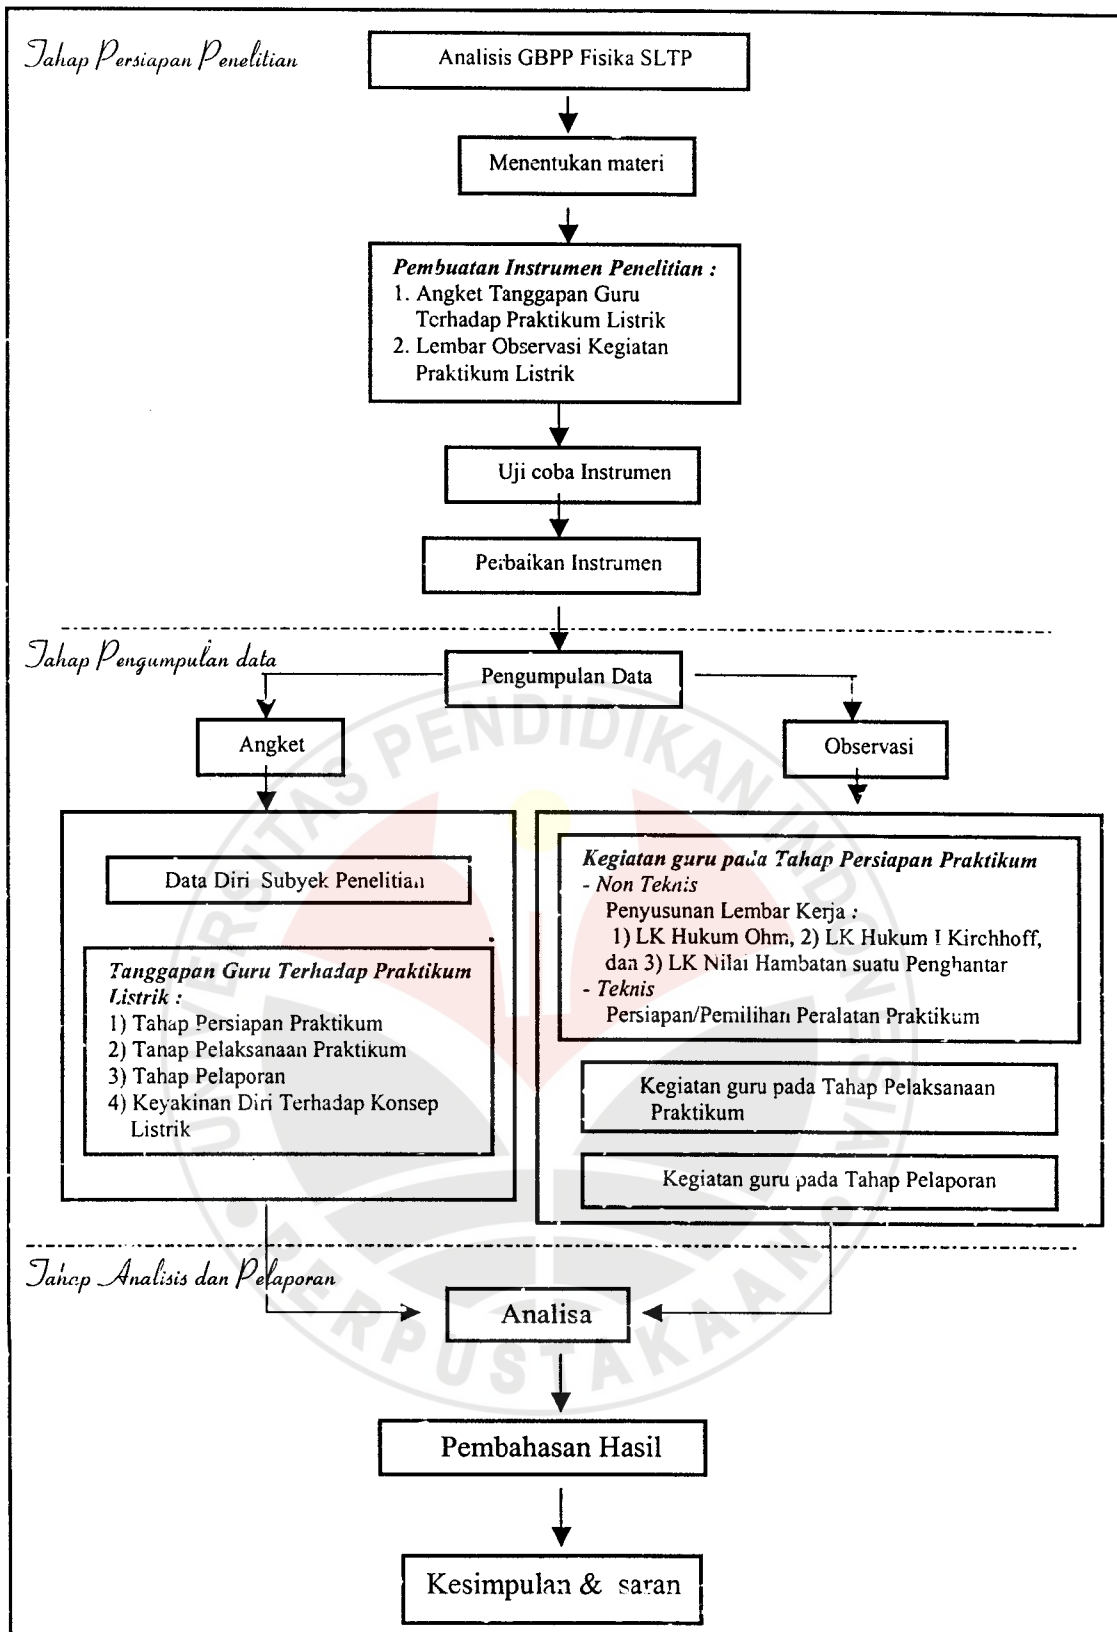 Tahap Persiapan Penelitian
Analisis GBPP Fisika SLTP
Menentukan materi
Pembuatan Instrumen Penelitian :
1. Angket Tanggapan Guru
Terhadap Praktikum Listrik
2. Lembar Observasi Kegiatan
Praktikum Listrik
Uji coba Instrumen
Perbaikan Instrumen
Tahap Pengumpulan data
Pengumpulan Data
Angket
Observasi
Data Diri Subyek Penelitian
Tanggapan Guru Terhadap Praktikum
Listrik :
1) Tahap Persiapan Praktikum
2) Tahap Pelaksanaan Praktikum
3) Tahap Pelaporan
4) Keyakinan Diri Terhadap Konsep
Listrik
Kegiatan guru pada Tahap Persiapan Praktikum
- Non Teknis
Penyusunan Lembar Kerja :
1) LK Hukum Ohm, 2) LK Hukum I Kirchhoff,
dan 3) LK Nilai Hambatan suatu Penghantar
- Teknis
Persiapan/Pemilihan Peralatan Praktikum
Kegiatan guru pada Tahap Pelaksanaan
Praktikum
Kegiatan guru pada Tahap Pelaporan
Tahap Analisis dan Pelaporan
Analisa
Pembahasan Hasil
Kesimpulan & saran
UNIVERSITAS PENDIDIKAN INDONESIA
PERPUSTAKAAN